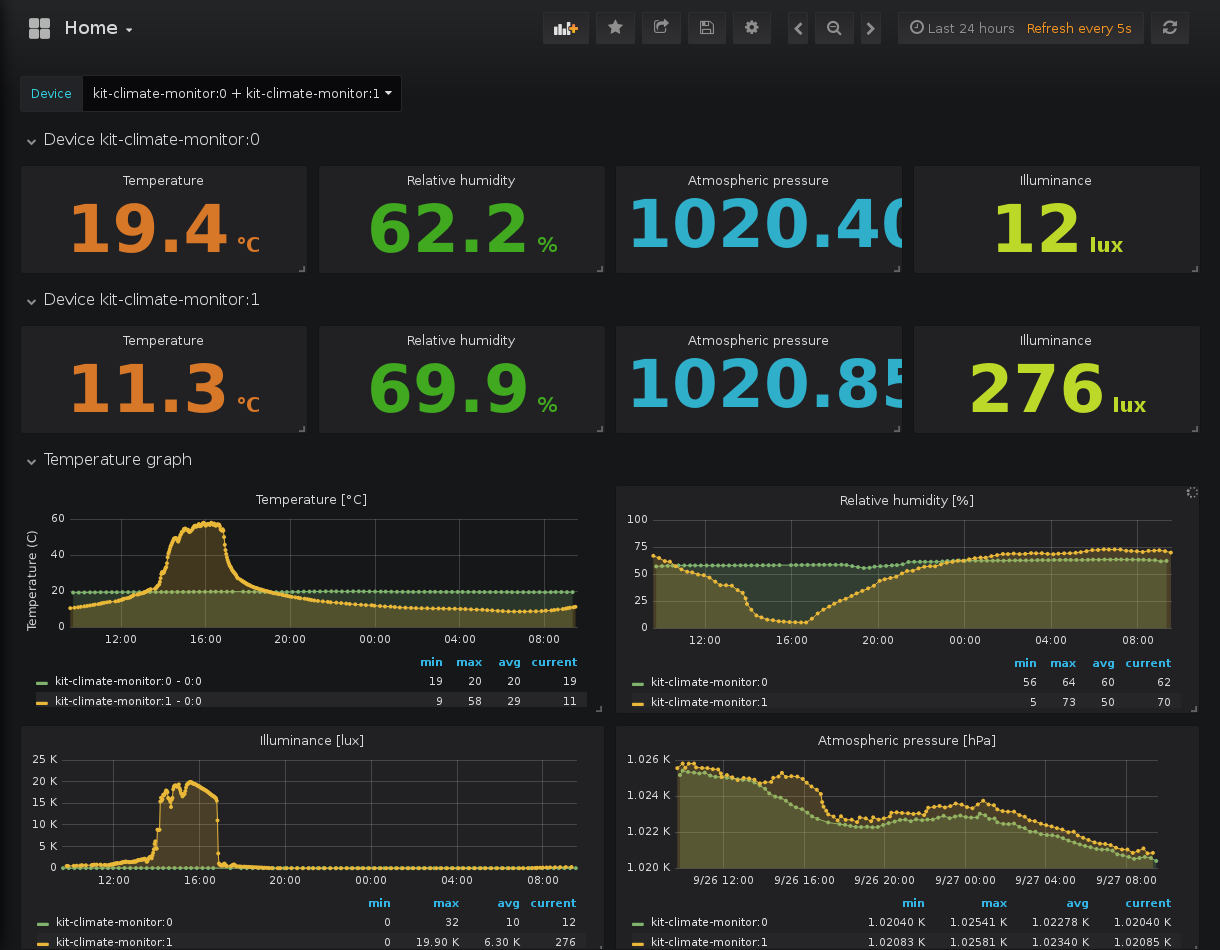 Home
Last 24 hours Refresh every 5s
Device kit-climate-monitor:0 + kit-climate-monitor:1
Device kit-climate-monitor:0
Temperature Relative humidity Atmospheric pressure Illuminance
19.4 °C 62.2 % 1020.40 12 lux
Device kit-climate-monitor:1
Temperature Relative humidity Atmospheric pressure Illuminance
11.3 °C 69.9 % 1020.85 276 lux
Temperature graph
Temperature [°C]
Temperature (C)
60
40
20
0
12:00 16:00 20:00 00:00 04:00 08:00
min max avg current
kit-climate-monitor:0 - 0:0 19 20 20 19
kit-climate-monitor:1 - 0:0 9 58 29 11
Relative humidity [%]
100
75
50
25
0
12:00 16:00 20:00 00:00 04:00 08:00
min max avg current
kit-climate-monitor:0 56 64 60 62
kit-climate-monitor:1 5 73 50 70
Illuminance [lux]
25 K
20 K
15 K
10 K
5 K
0
12:00 16:00 20:00 00:00 04:00 08:00
min max avg current
kit-climate-monitor:0 0 32 10 12
kit-climate-monitor:1 0 19.90 K 6.30 K 276
Atmospheric pressure [hPa]
1.026 K
1.024 K
1.022 K
1.020 K
9/26 12:00 9/26 16:00 9/26 20:00 9/27 00:00 9/27 04:00 9/27 08:00
min max avg current
kit-climate-monitor:0 1.02040 K 1.02541 K 1.02278 K 1.02040 K
kit-climate-monitor:1 1.02083 K 1.02581 K 1.02340 K 1.02085 K